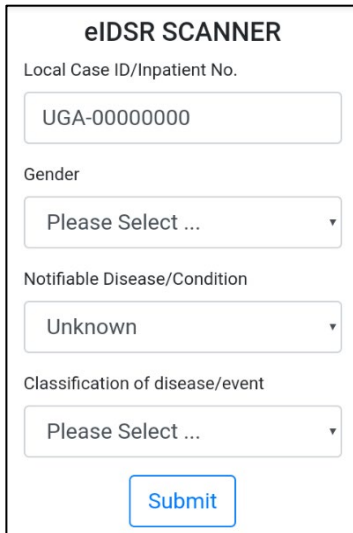 eIDSR SCANNER
Local Case ID/Inpatient No.
UGA-00000000
Gender
Please Select ...
Notifiable Disease/Condition
Unknown
Classification of disease/event
Please Select ...
Submit